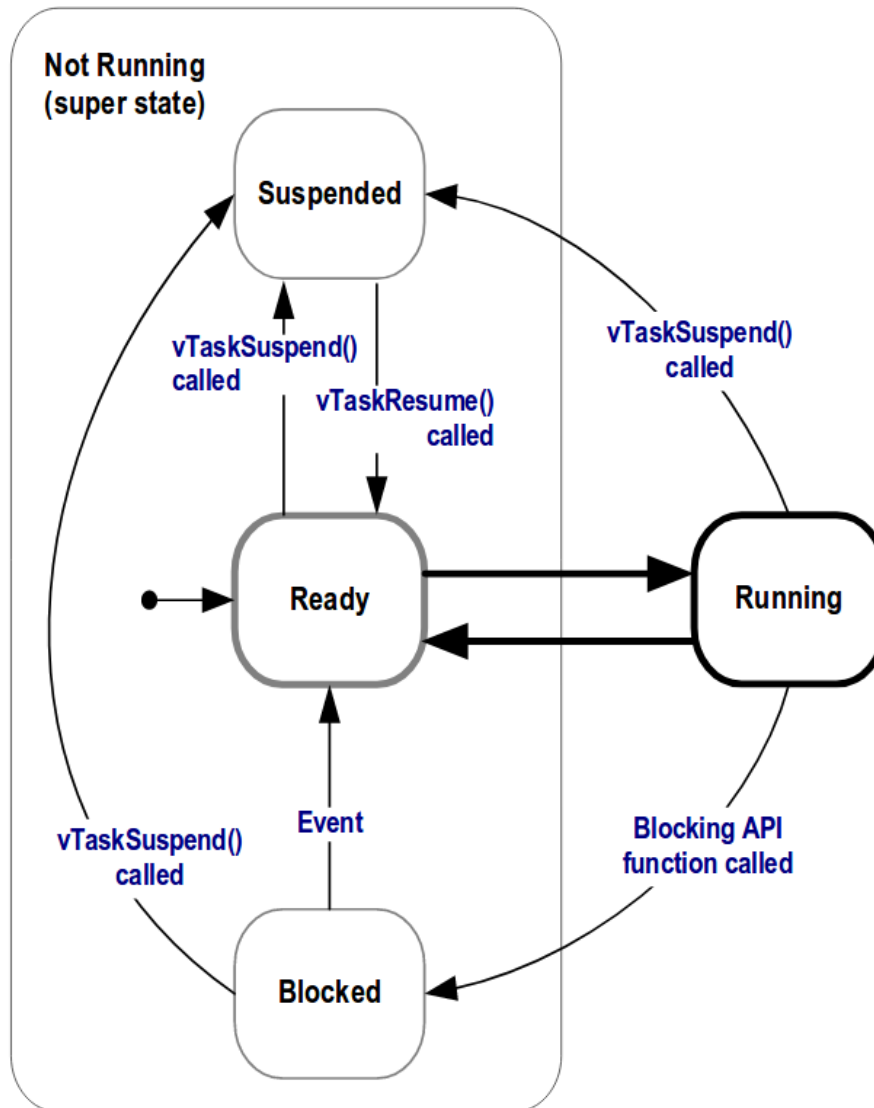 Not Running
(super state)
Suspended
vTaskSuspend()
called
vTaskResume()
called
vTaskSuspend()
called
Ready
Running
Event
vTaskSuspend()
called
Blocking API
function called
Blocked